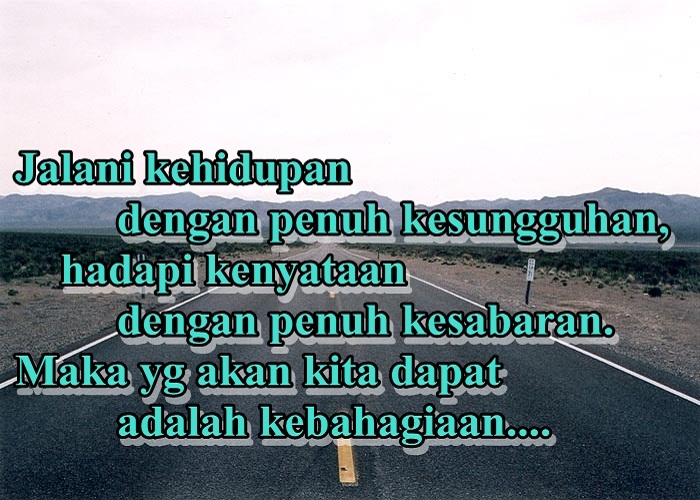 Jalani kehidupan
dengan penuh kesungguhan,
hadapi kenyataan
dengan penuh kesabaran.
Maka yg akan kita dapat
adalah kebahagiaan....